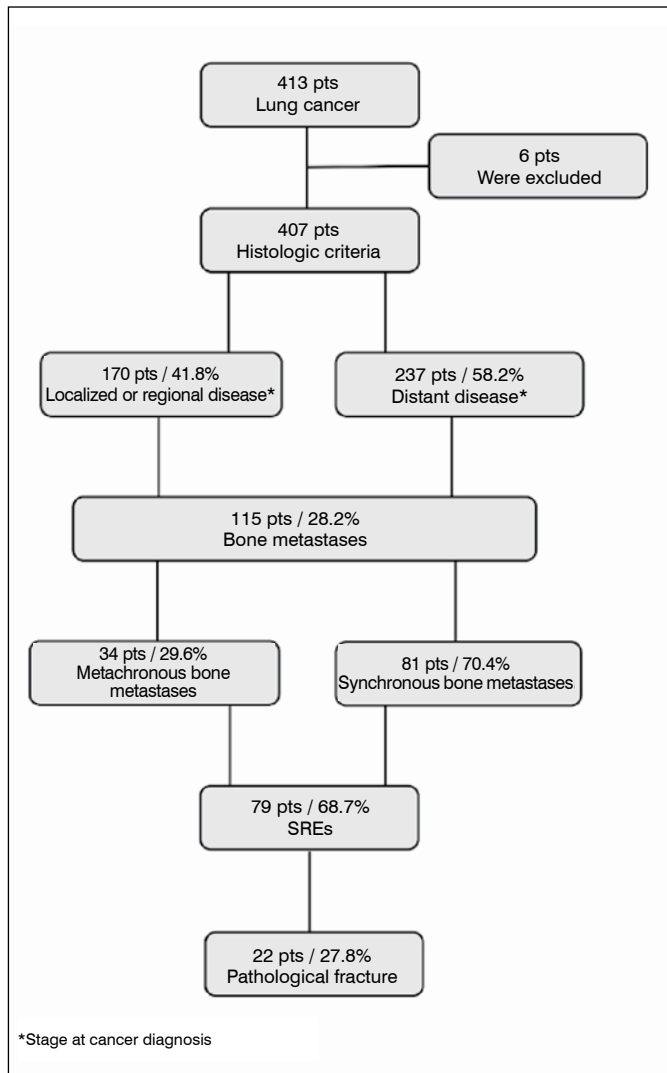 413 pts
Lung cancer
6 pts
Were excluded
407 pts
Histologic criteria
170 pts / 41.8%
Localized or regional disease*
237 pts / 58.2%
Distant disease*
115 pts / 28.2%
Bone metastases
34 pts / 29.6%
Metachronous bone
metastases
81 pts / 70.4%
Synchronous bone metastases
79 pts / 68.7%
SREs
22 pts / 27.8%
Pathological fracture
*Stage at cancer diagnosis